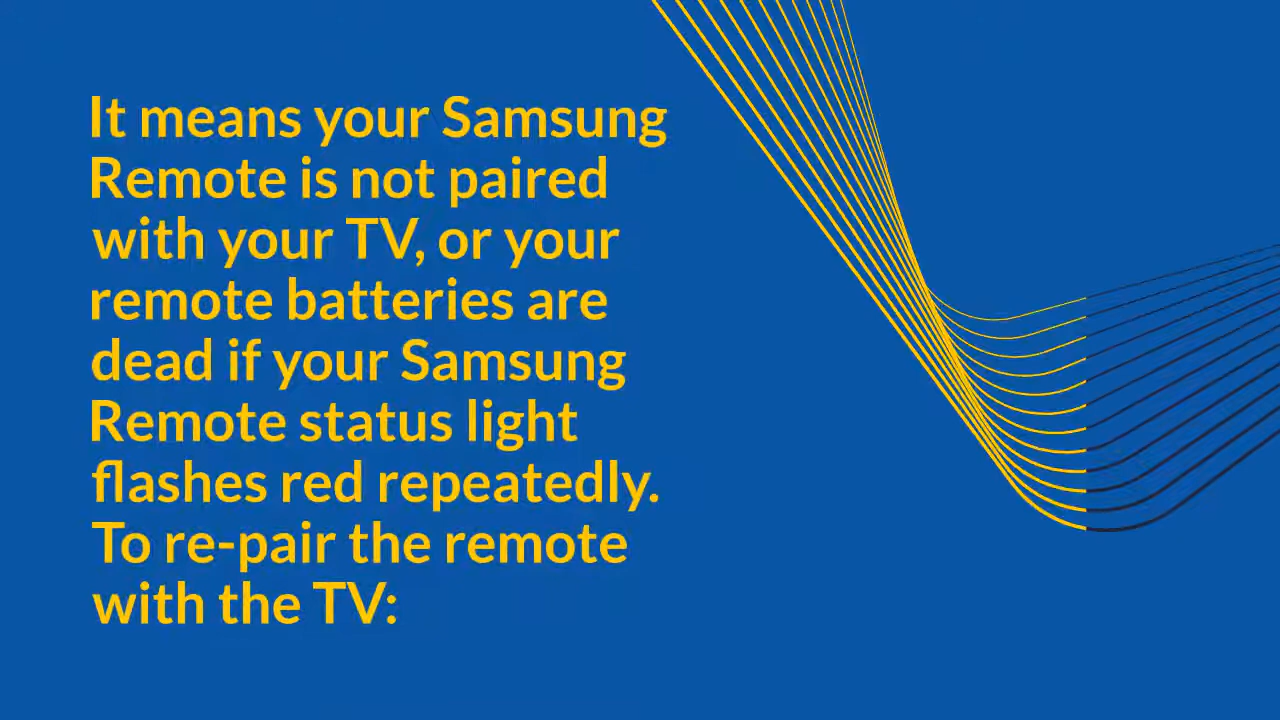 It means your Samsung
Remote is not paired
with your TV, or your
remote batteries are
dead if your Samsung
Remote status light
flashes red repeatedly.
To re-pair the remote
with the TV: